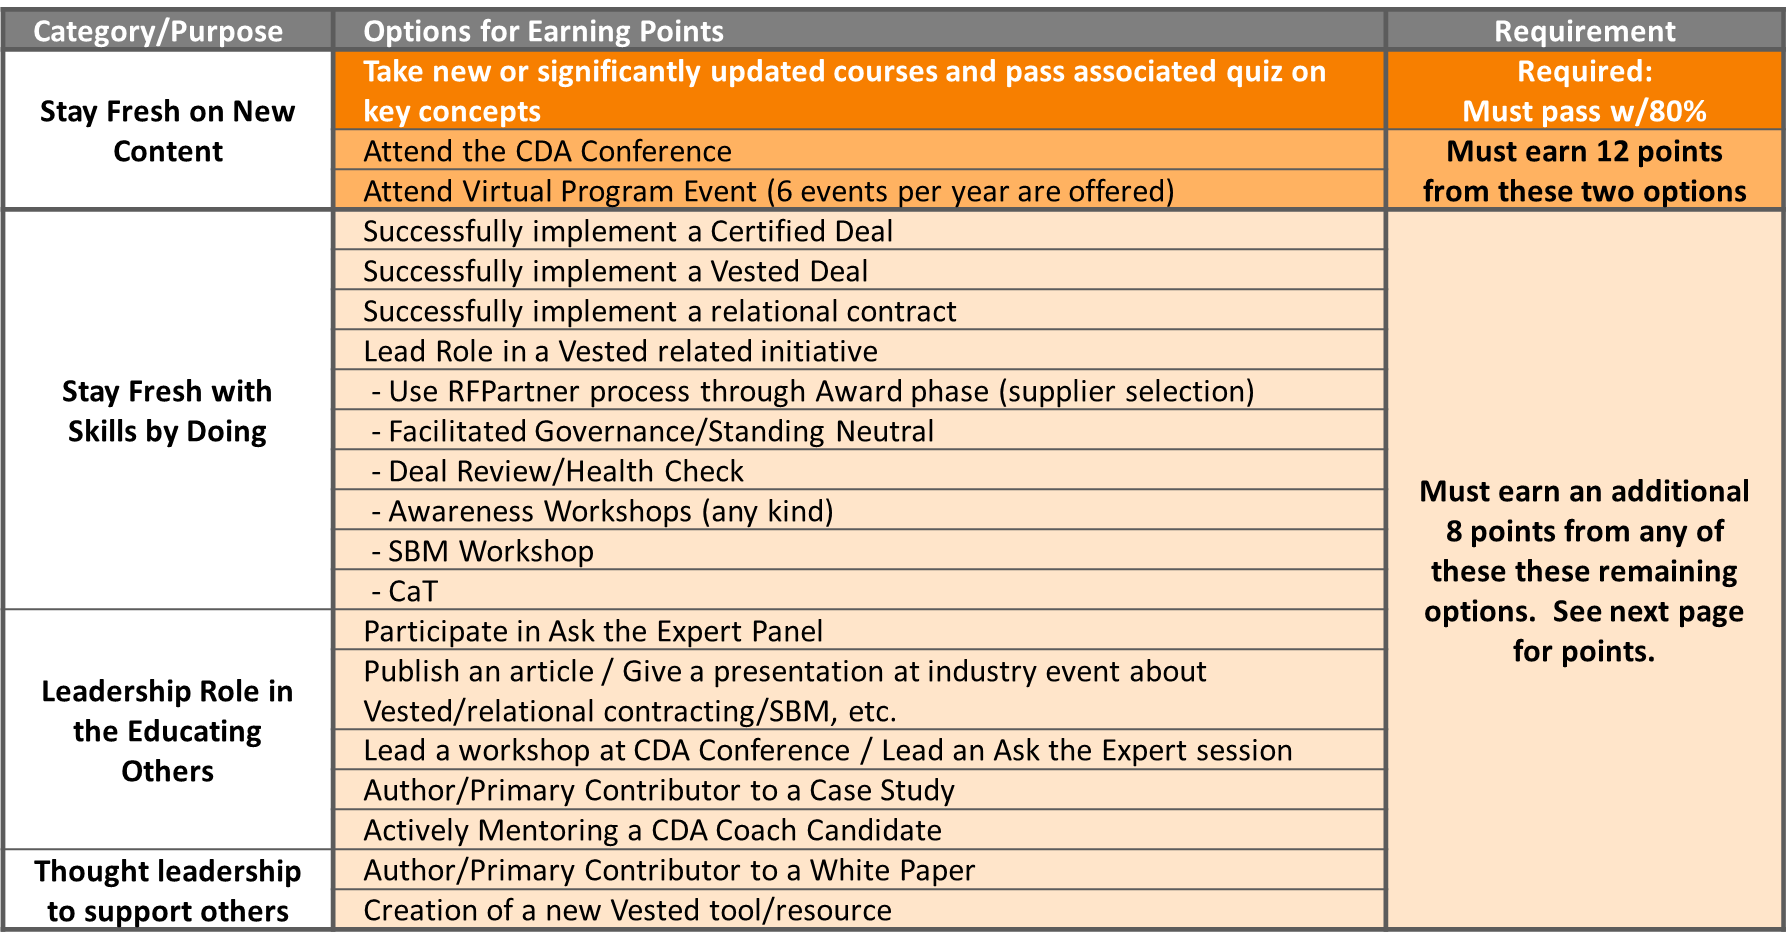 Category/Purpose
Options for Earning Points
Requirement
Stay Fresh on New
Content
Take new or significantly updated courses and pass associated quiz on
key concepts
Required:
Must pass w/80%
Attend the CDA Conference
Attend Virtual Program Event (6 events per year are offered)
Must earn 12 points
from these two options
Stay Fresh with
Skills by Doing
Successfully implement a Certified Deal
Successfully implement a Vested Deal
Successfully implement a relational contract
Lead Role in a Vested related initiative
- Use RFPartner process through Award phase (supplier selection)
- Facilitated Governance/Standing Neutral
- Deal Review/Health Check
- Awareness Workshops (any kind)
- SBM Workshop
- CaT
Must earn an additional
8 points from any of
these these remaining
options.  See next page
for points.
Leadership Role in
the Educating
Others
Participate in Ask the Expert Panel
Publish an article / Give a presentation at industry event about
Vested/relational contracting/SBM, etc.
Lead a workshop at CDA Conference / Lead an Ask the Expert session
Author/Primary Contributor to a Case Study
Actively Mentoring a CDA Coach Candidate
Thought leadership
to support others
Author/Primary Contributor to a White Paper
Creation of a new Vested tool/resource